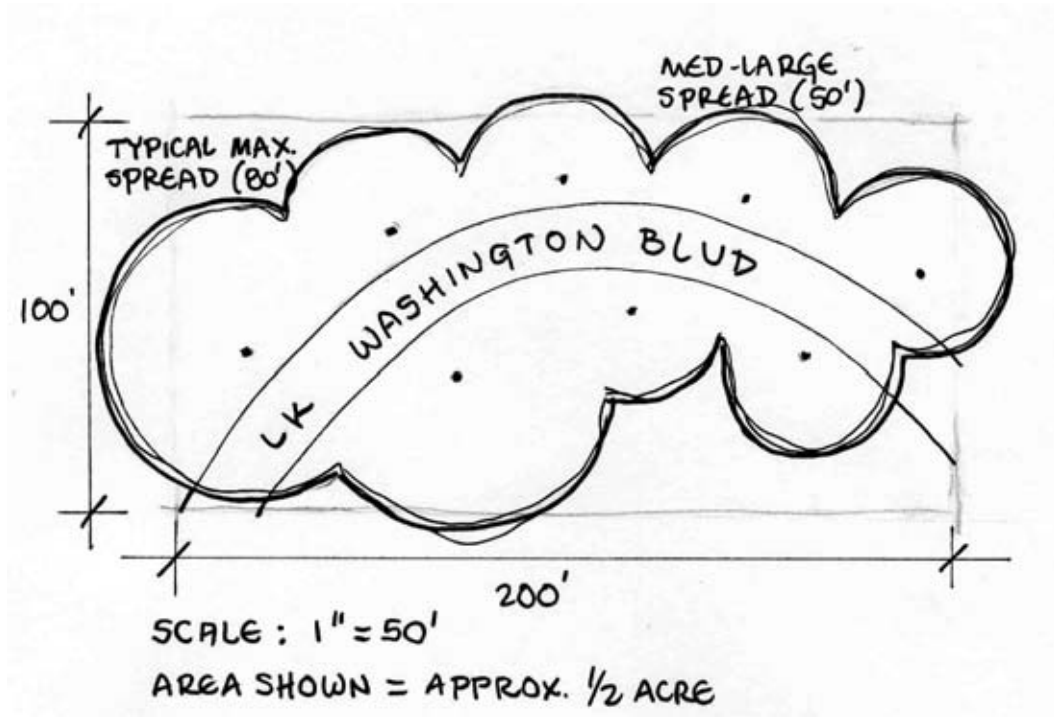 MED-LARGE
SPREAD (50')
TYPICAL MAX.
SPREAD (80')
100'
LK WASHINGTON BLVD
200'
SCALE: 1" = 50'
AREA SHOWN = APPROX. 1/2 ACRE